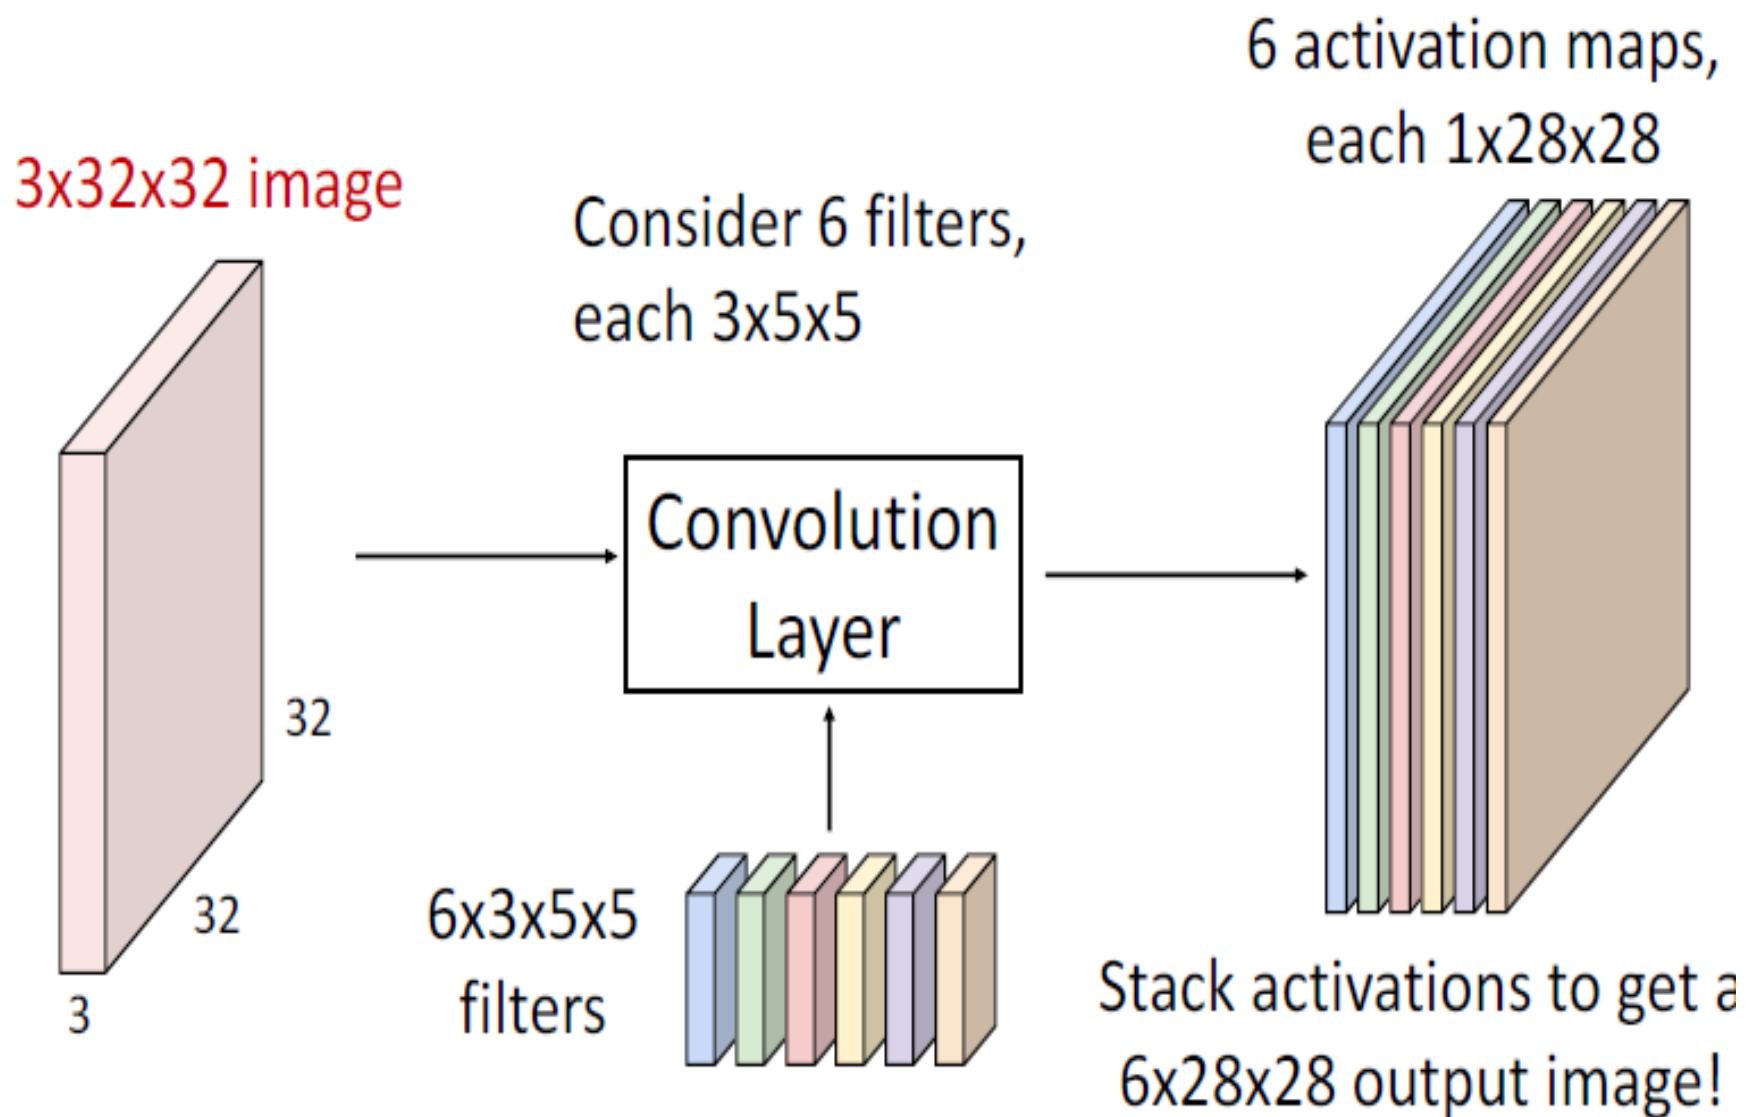 3x32x32 image
32
32
3
Consider 6 filters,
each 3x5x5
Convolution
Layer
6x3x5x5
filters
6 activation maps,
each 1x28x28
Stack activations to get a
6x28x28 output image!